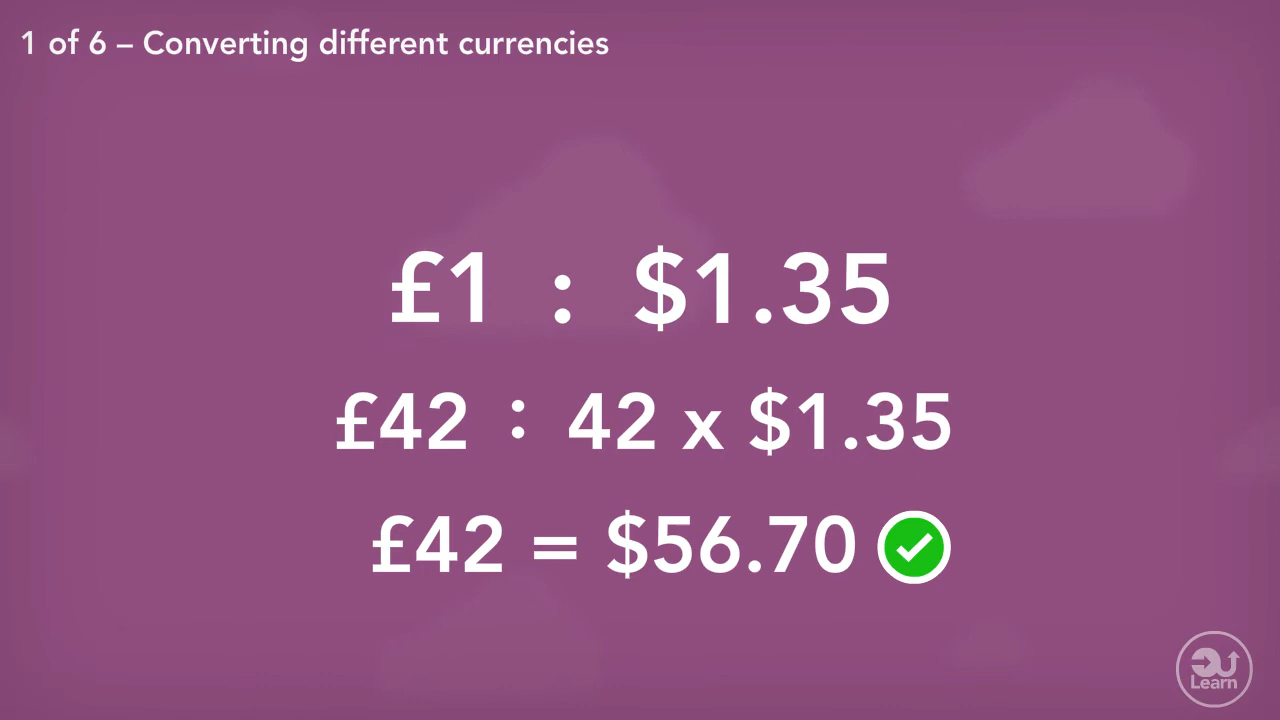 1 of 6 – Converting different currencies
£1 : $1.35
£42 : 42 x $1.35
£42 = $56.70
Learn